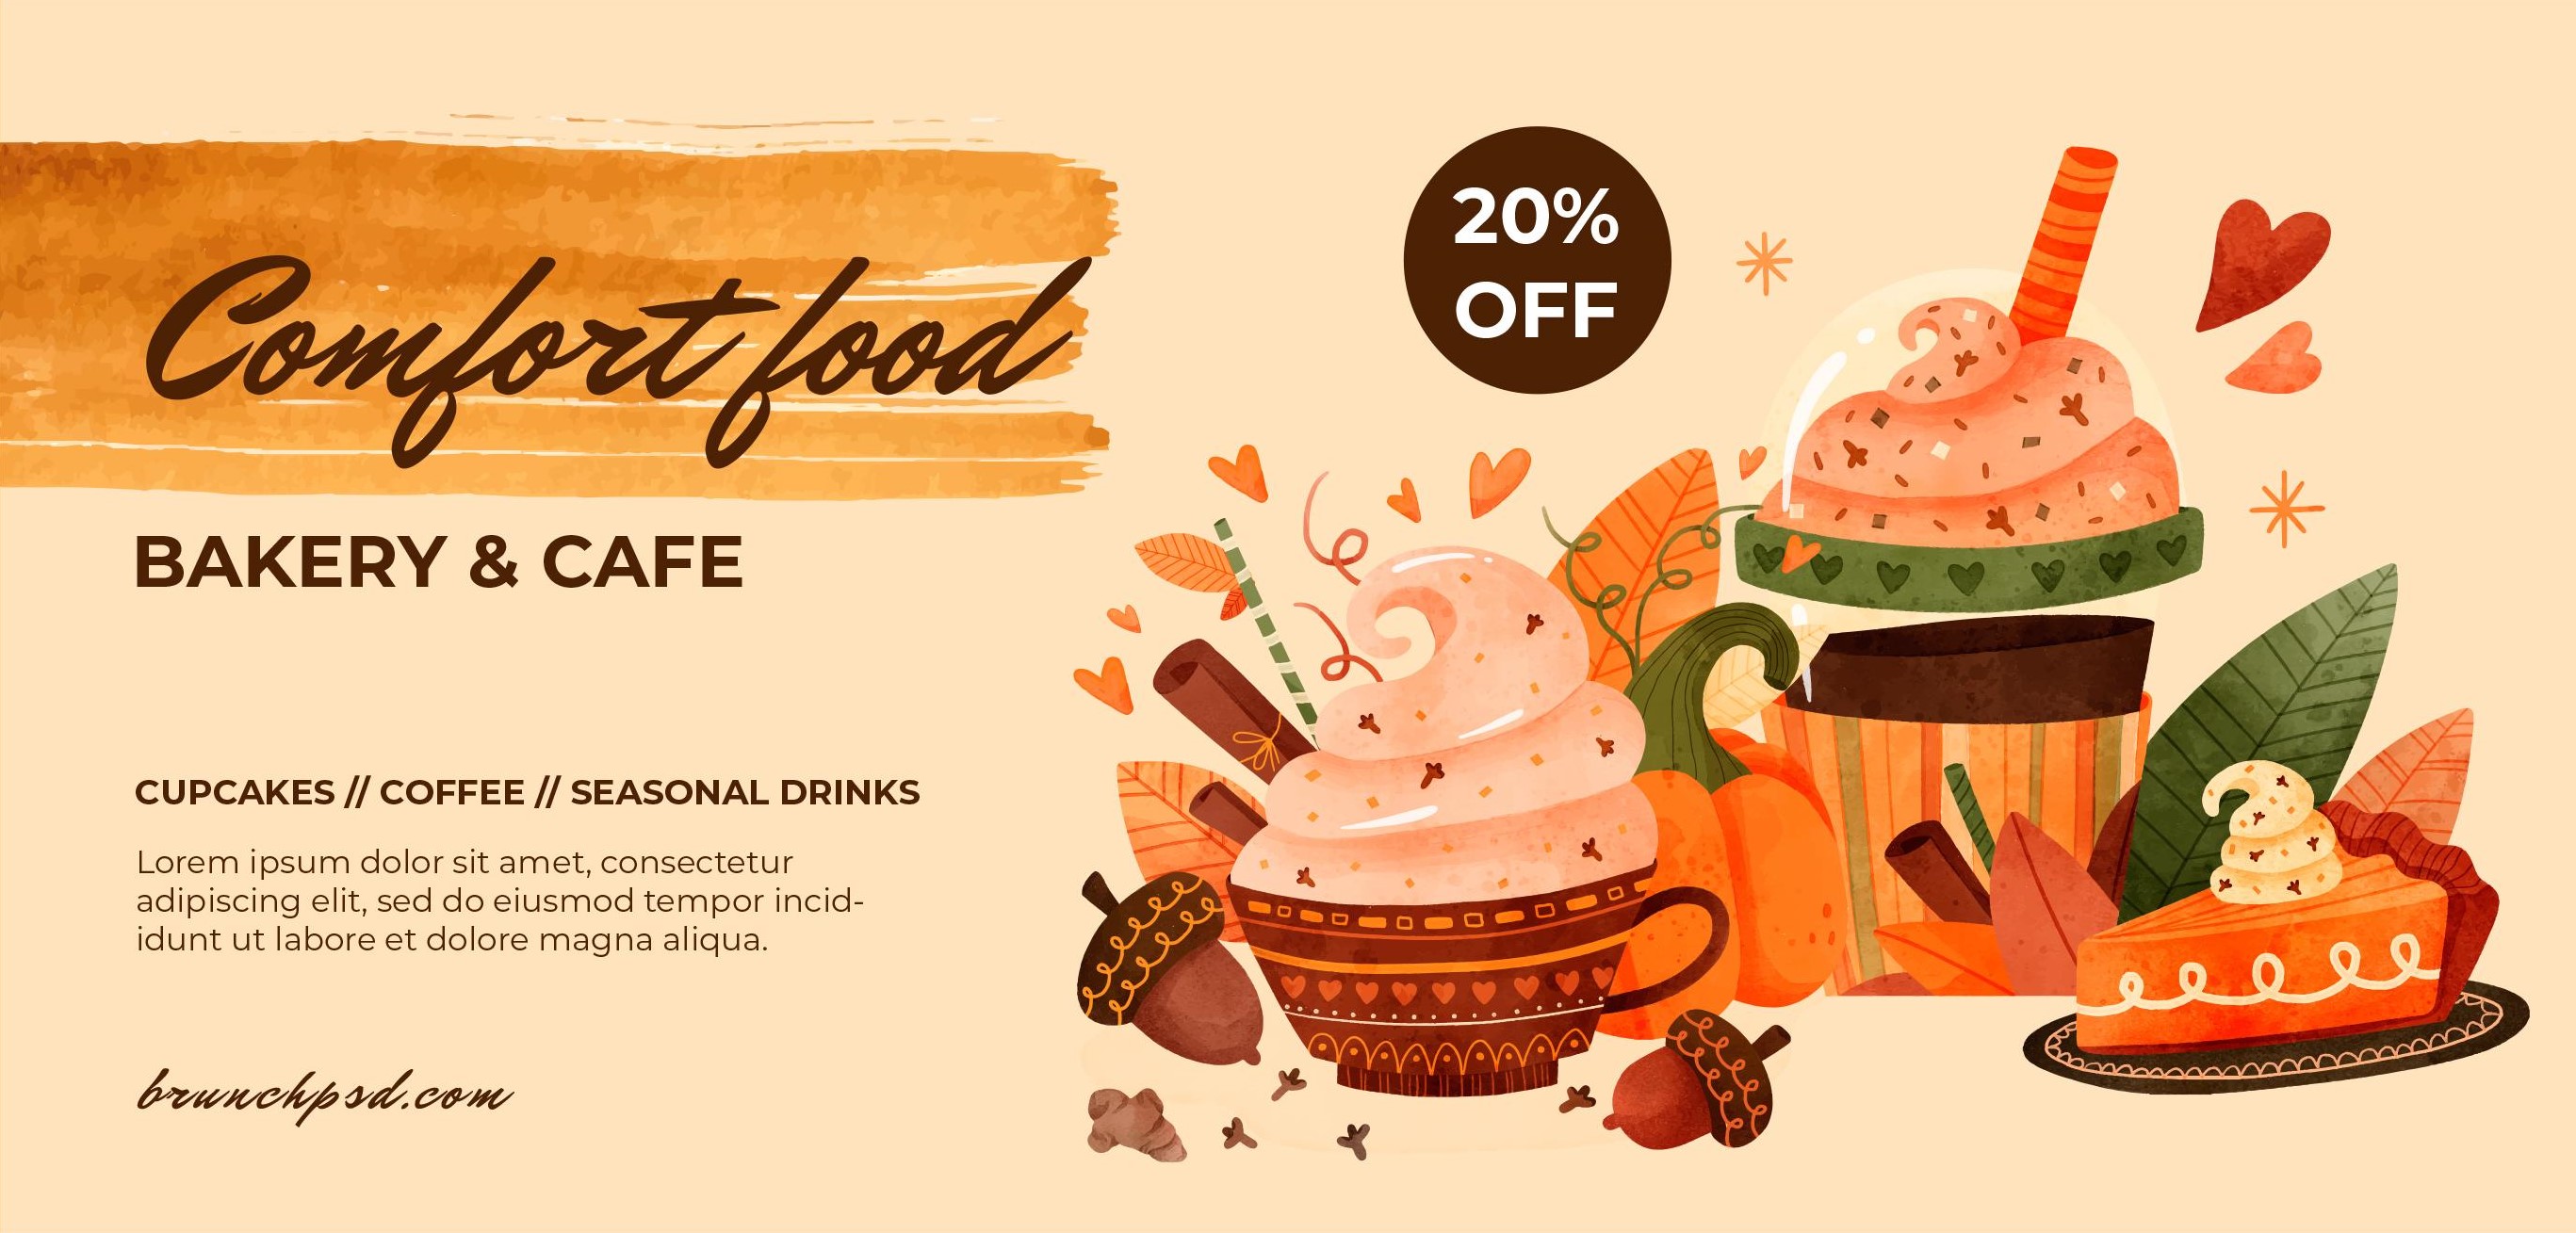 Comfort food
BAKERY & CAFE
20%
OFF
CUPCAKES // COFFEE // SEASONAL DRINKS
Lorem ipsum dolor sit amet, consectetur
adipiscing elit, sed do eiusmod tempor incid-
idunt ut labore et dolore magna aliqua.
brunchpsd.com